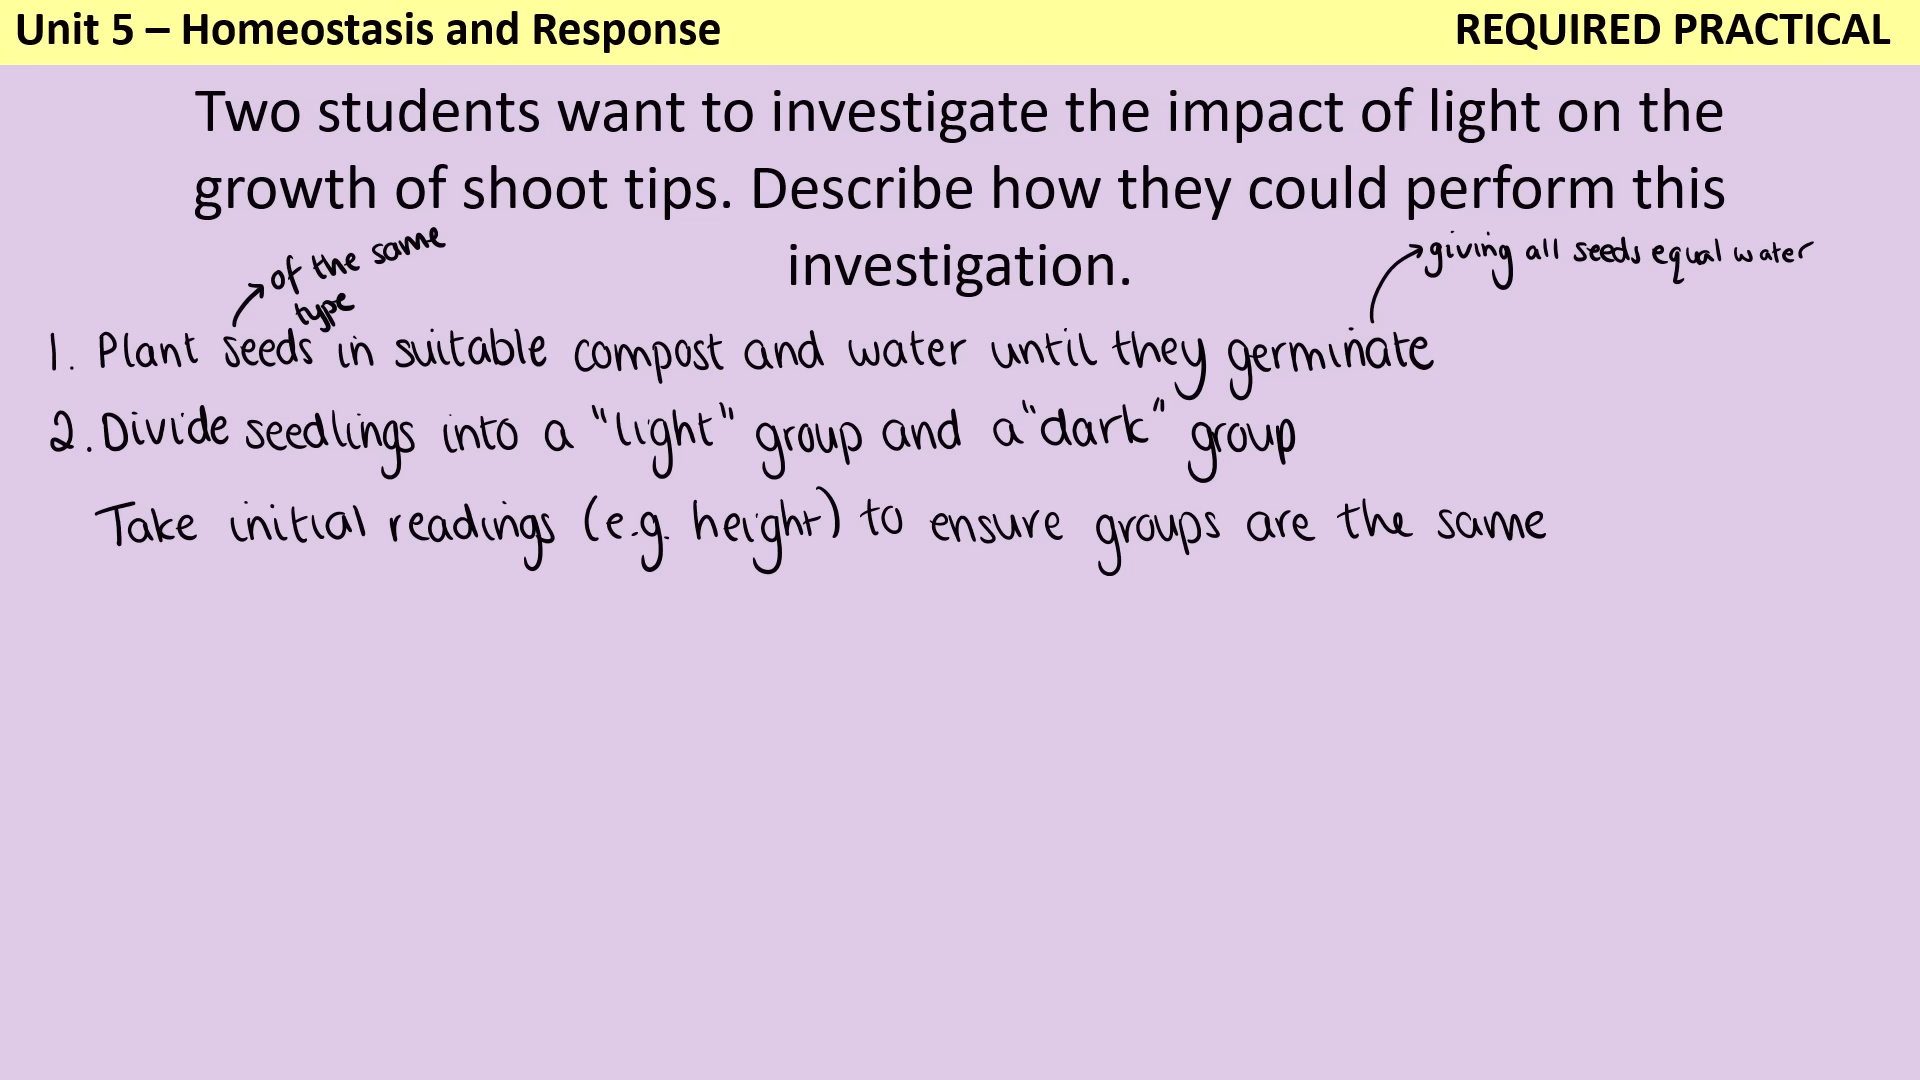 Unit 5 – Homeostasis and Response
REQUIRED PRACTICAL
Two students want to investigate the impact of light on the
growth of shoot tips. Describe how they could perform this
investigation.
of the same
type
giving all seeds equal water
1. Plant seeds in suitable compost and water until they germinate
2. Divide seedlings into a "light" group and a "dark" group
Take initial readings (e.g. height) to ensure groups are the same